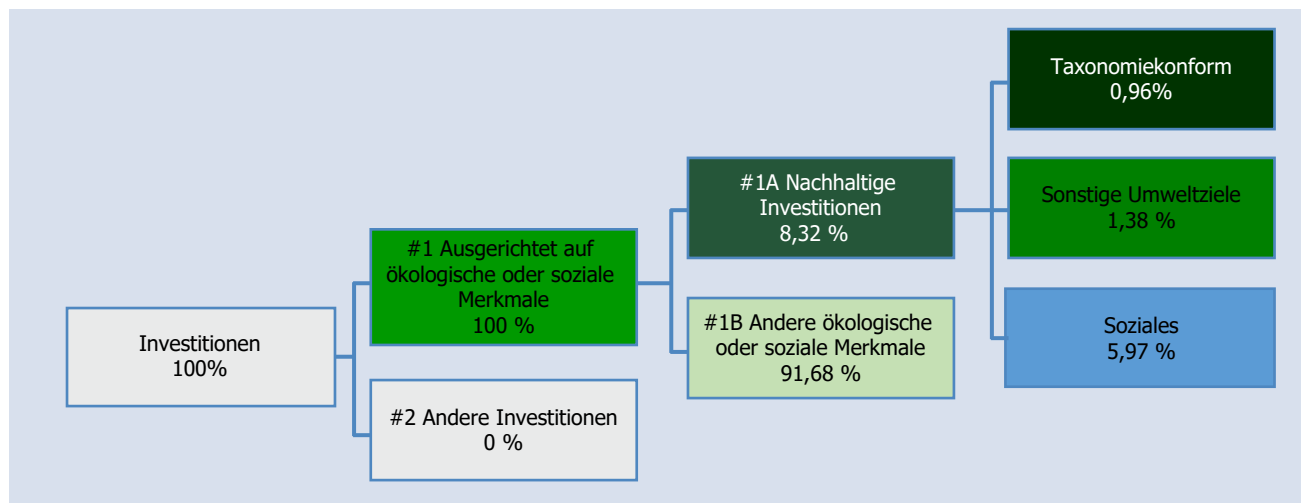 Investitionen
100%
#1 Ausgerichtet auf
ökologische oder soziale
Merkmale
100 %
#2 Andere Investitionen
0 %
#1A Nachhaltige
Investitionen
8,32 %
#1B Andere ökologische
oder soziale Merkmale
91,68 %
Taxonomiekonform
0,96%
Sonstige Umweltziele
1,38 %
Soziales
5,97 %